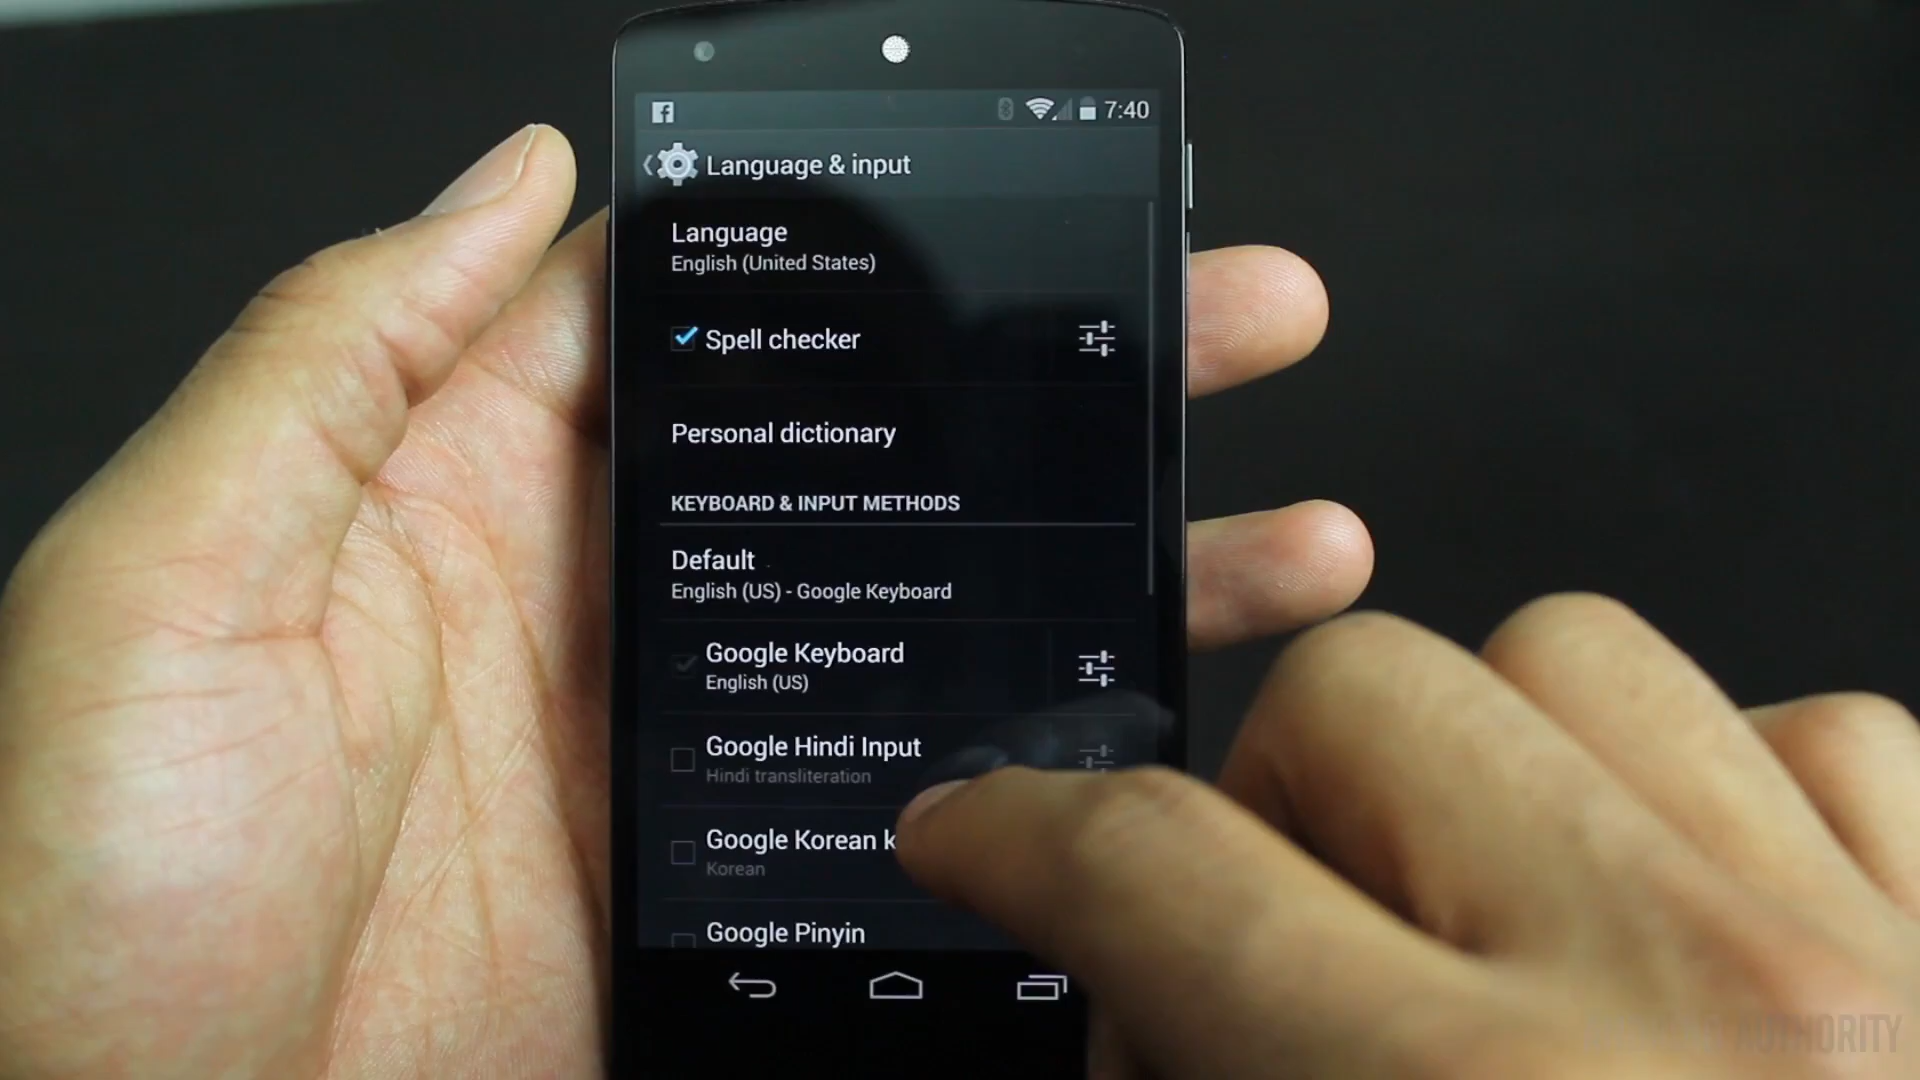 7:40
Language & input
Language
English (United States)
Spell checker
Personal dictionary
KEYBOARD & INPUT METHODS
Default
English (US) - Google Keyboard
Google Keyboard
English (US)
Google Hindi Input
Hindi transliteration
Google Korean k
Korean
Google Pinyin
AUTHORITY